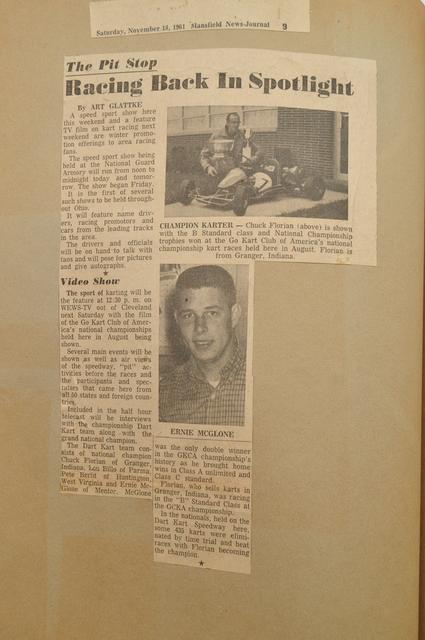 Saturday, November 18, 1961 Mansfield News-Journal 9
The Pit Stop
Racing Back In Spotlight
By ART GLATTKE
A speed sport show here
this weekend and a feature
TV film on kart racing next
weekend are winter promo-
tion offerings to area racing
fans.
The speed sport show being
held at the National Guard
Armory will run from noon to
midnight today and tomor-
row. The show began Friday.
It is the first of several
such shows to be held through-
out Ohio.
It will feature name driv-
ers, racing promotors and
cars from the leading tracks
in the area.
The drivers and officials
will be on hand to talk with
fans and will pose for pictures
and give autographs.
Video Show
The sport of karting will be
the feature at 12:30 p. m. on
WEWS-TV out of Cleveland
next Saturday with the film
of the Go Kart Club of Amer-
ica's national championships
held here in August being
shown.
Several main events will be
shown as well as air views
of the speedway, "pit" ac-
tivities before the races and
the participants and spec-
tators that came here from
all 50 states and foreign coun-
tries.
Included in the half hour
telecast will be interviews
with the championship Dart
Kart team along with the
grand national champion.
The Dart Kart team con-
sists of national champion
Chuck Florian of Granger,
Indiana, Lou Bills of Parma,
Pete Bertit of Huntington,
West Virginia and Ernie Mc-
Glone of Mentor. McGlone
CHAMPION KARTER — Chuck Florian (above) is shown
with the B Standard class and National Championship
trophies won at the Go Kart Club of America's national
championship kart races held here in August. Florian is
from Granger, Indiana.
ERNIE MCGLONE
was the only double winner
in the GKCA championship's
history as he brought home
wins in Class A unlimited and
Class C standard.
Florian, who sells karts in
Granger, Indiana, was racing
in the "B" Standard Class at
the GCKA championship.
In the nationals, held on the
Dart Kart Speedway here,
some 435 karts were elimi-
nated by time trial and heat
races with Florian becoming
the champion.